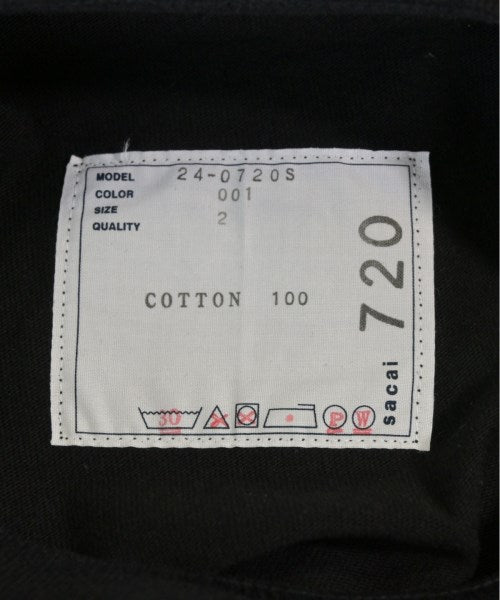 MODEL 24-0720S
COLOR 001
SIZE 2
QUALITY
COTTON 100
30
P
W
sacai 720